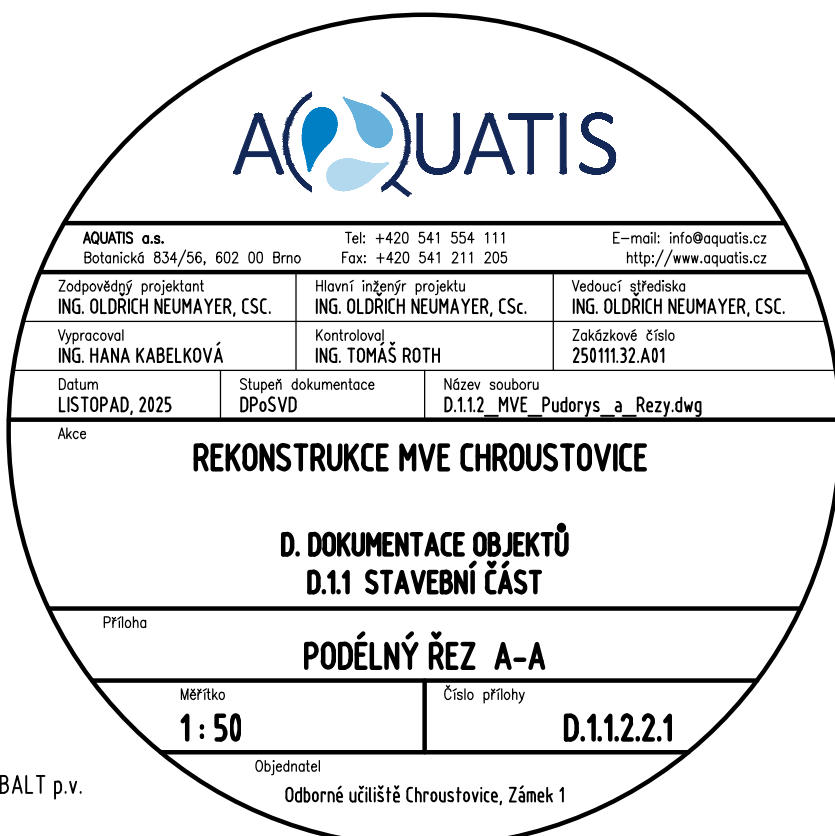 AQUATIS
AQUATIS a.s. Tel: +420 541 554 111 E-mail: info@aquatis.cz
Botanická 834/56, 602 00 Brno Fax: +420 541 211 205 http://www.aquatis.cz
Zodpovědný projektant Hlavní inženýr projektu Vedoucí střediska
ING. OLDŘICH NEUMAYER, CSC. ING. OLDŘICH NEUMAYER, CSc. ING. OLDŘICH NEUMAYER, CSC.
Vypracoval Kontroloval Zakázkové číslo
ING. HANA KABELKOVÁ ING. TOMÁŠ ROTH 250111.32.A01
Datum Stupeň dokumentace Název souboru
LISTOPAD, 2025 DPoSVD D.1.1.2_MVE_Pudorys_a_Rezy.dwg
Akce
REKONSTRUKCE MVE CHROUSTOVICE
D. DOKUMENTACE OBJEKTŮ
D.1.1 STAVEBNÍ ČÁST
Příloha
PODÉLNÝ ŘEZ A-A
Měřítko Číslo přílohy
1:50 D.1.1.2.2.1
Objednatel
BALT p.v.
Odborné učiliště Chroustovice, Zámek 1